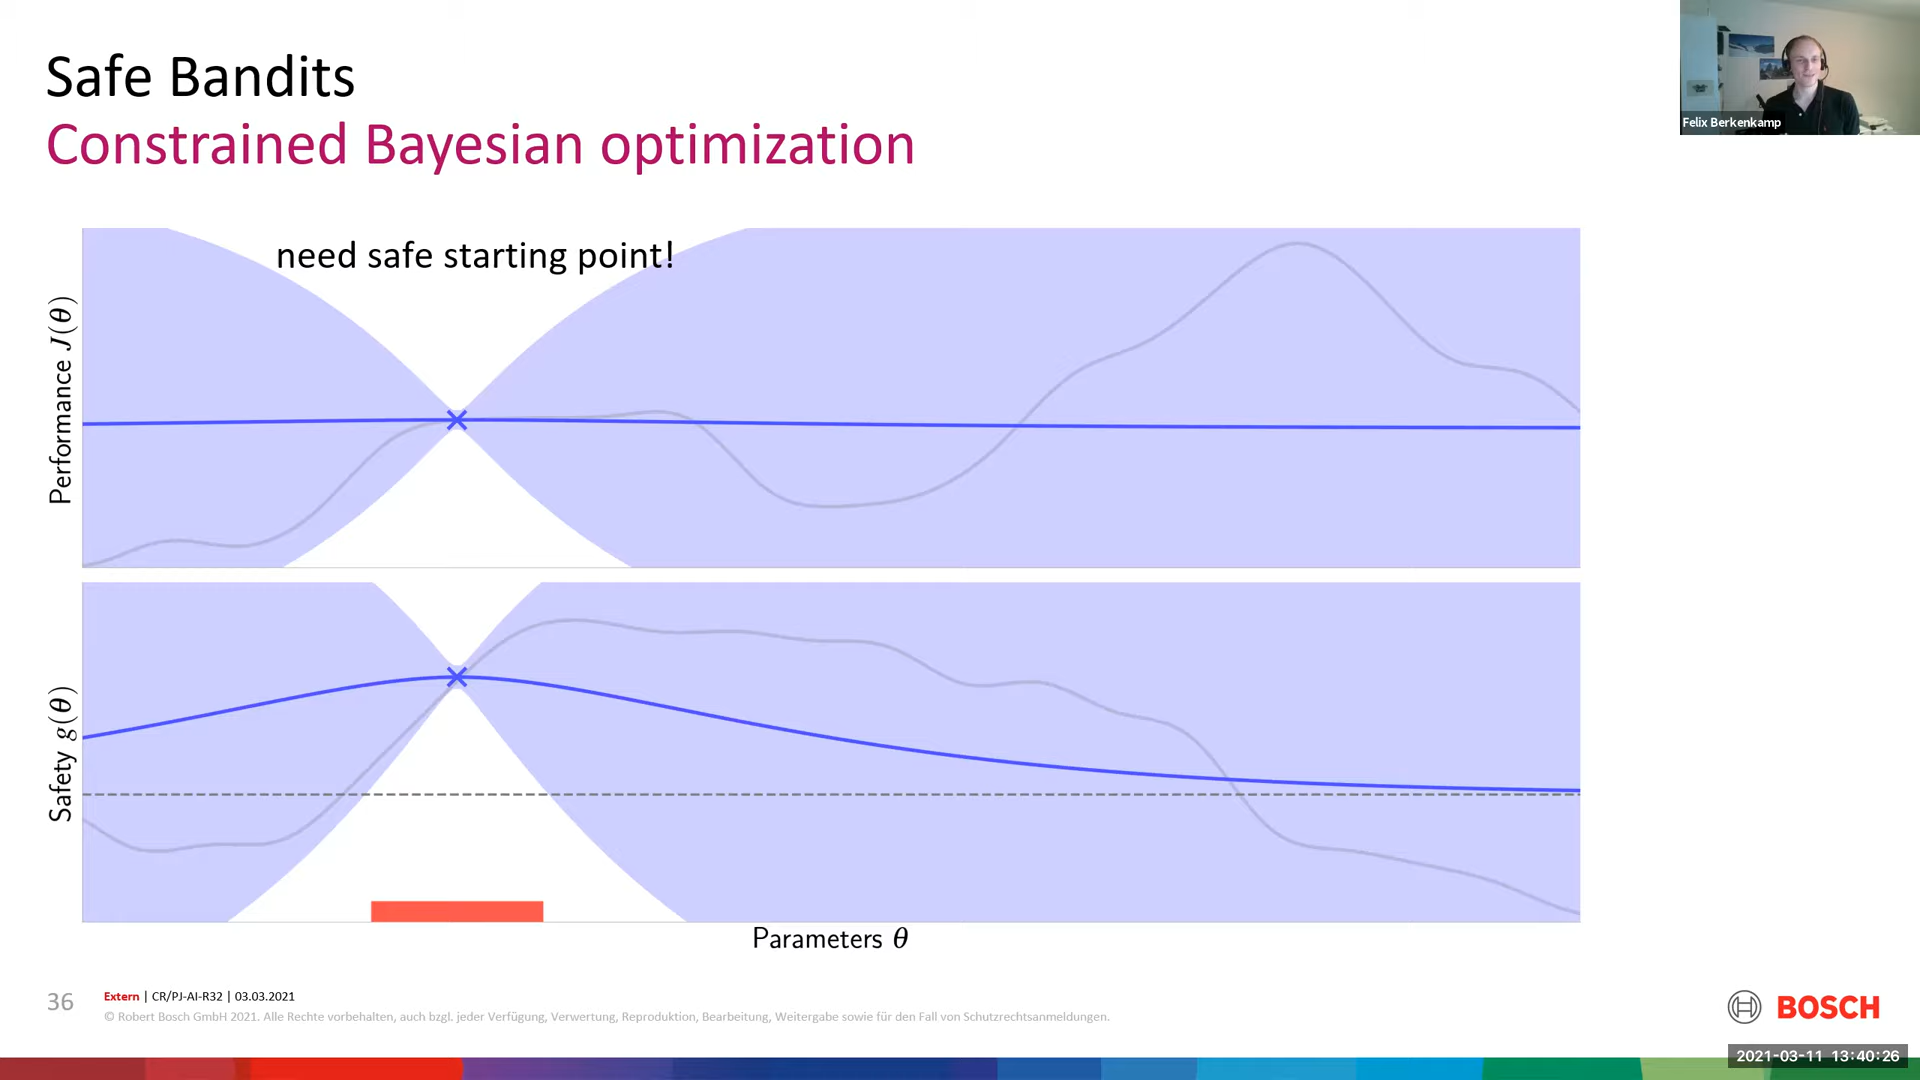 Safe Bandits
Constrained Bayesian optimization
Felix Berkenkamp
need safe starting point!
Performance J(θ)
Safety g(θ)
Parameters θ
36
Extern | CR/PJ-AI-R32 | 03.03.2021
© Robert Bosch GmbH 2021. Alle Rechte vorbehalten, auch bzgl. jeder Verfügung, Verwertung, Reproduktion, Bearbeitung, Weitergabe sowie für den Fall von Schutzrechtsanmeldungen.
BOSCH
2021-03-11 13:40:26